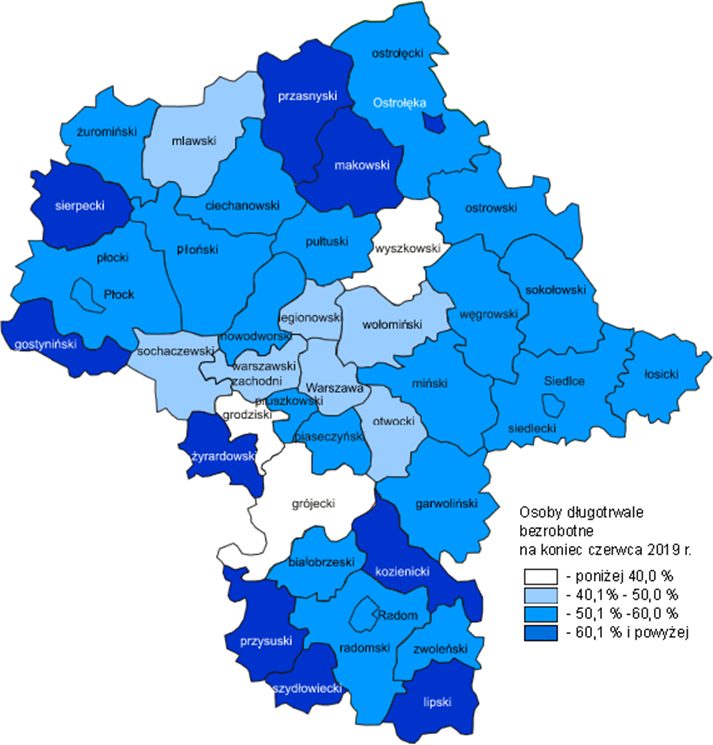 ostrołęcki
przasnyski
Ostrołęka
żuromiński
mlawski
makowski
sierpecki
ciechanowski
ostrowski
płocki
płoński
pułtuski
wyszkowski
Płock
sokołowski
węgrowski
legionowski
wołomiński
nowodworski
gostyniński
sochaczewski
warszawski
zachodni
Warszawa
miński
Siedlce
łosicki
pruszkowski
grodziski
otwocki
siedlecki
piaseczyński
żyrardowski
grójecki
garwoliński
Osoby długotrwale
bezrobotne
na koniec czerwca 2019 r.
białobrzeski
kozienicki
- poniżej 40,0 %
- 40,1% - 50,0%
- 50,1 % -60,0 %
- 60,1 % i powyżej
Radom
przysuski
radomski
zwoleński
szydłowiecki
lipski